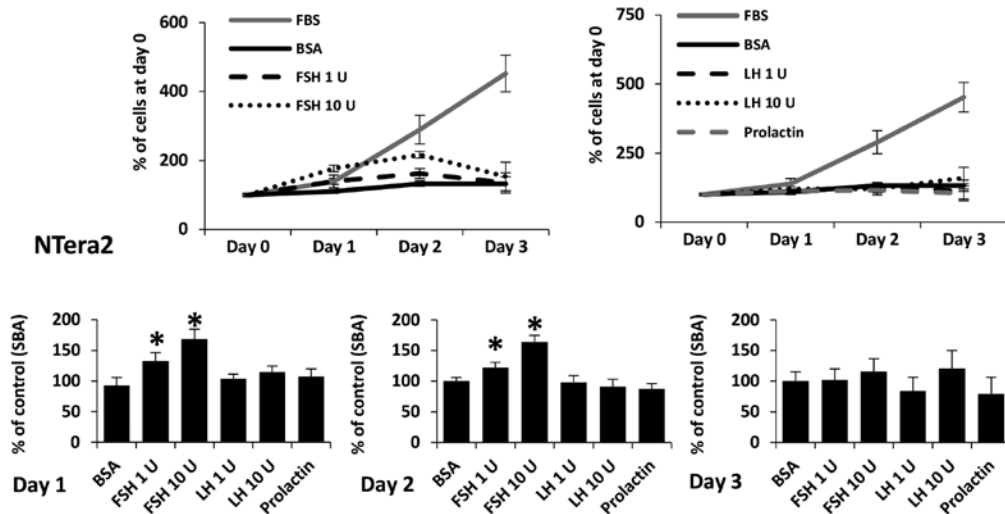 600
400
200
0
% of cells at day 0
FBS
BSA
FSH 1 U
FSH 10 U
Day 0 Day 1 Day 2 Day 3
750
500
250
0
% of cells at day 0
FBS
BSA
LH 1 U
LH 10 U
Prolactin
Day 0 Day 1 Day 2 Day 3
NTera2
% of control (SBA)
200
150
100
50
0
* *
BSA FSH 1 U FSH 10 U LH 1 U LH 10 U Prolactin
Day 1
% of control (SBA)
200
150
100
50
0
* *
BSA FSH 1 U FSH 10 U LH 1 U LH 10 U Prolactin
Day 2
% of control (SBA)
200
150
100
50
0
BSA FSH 1 U FSH 10 U LH 1 U LH 10 U Prolactin
Day 3